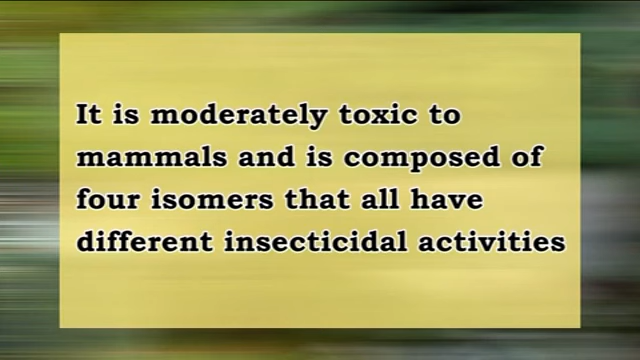 It is moderately toxic to
mammals and is composed of
four isomers that all have
different insecticidal activities